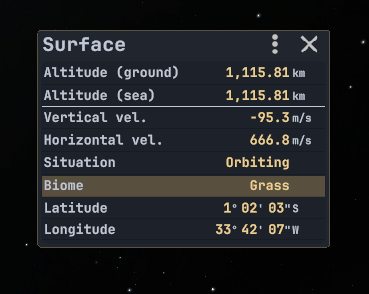 Surface
Altitude (ground) 1,115.81 km
Altitude (sea) 1,115.81 km
Vertical vel. -95.3 m/s
Horizontal vel. 666.8 m/s
Situation Orbiting
Biome Grass
Latitude 1° 02' 03" S
Longitude 33° 42' 07" W